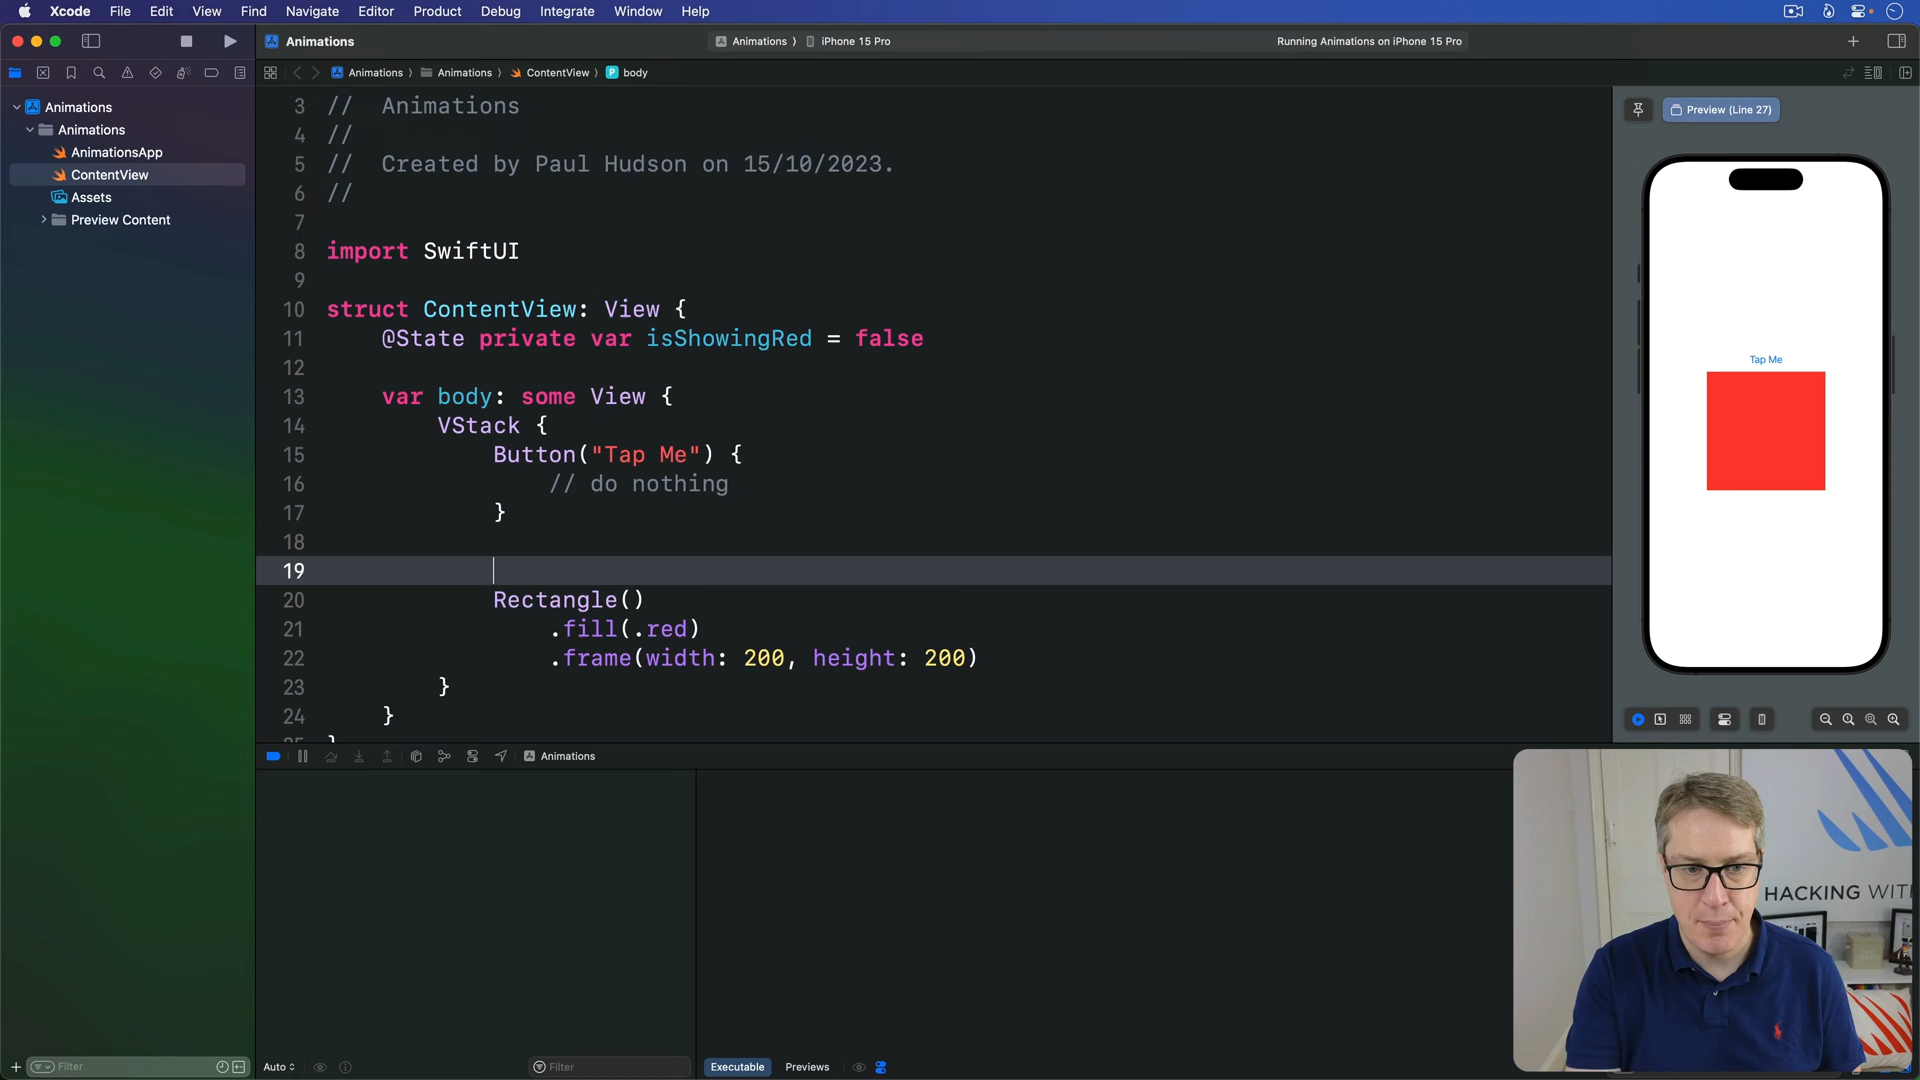 Xcode File Edit View Find Navigate Editor Product Debug Integrate Window Help
Animations
Animations iPhone 15 Pro
Running Animations on iPhone 15 Pro
Animations Animations ContentView P body
Animations
Animations
AnimationsApp
ContentView
Assets
Preview Content
3 //  Animations
4 //
5 //  Created by Paul Hudson on 15/10/2023.
6 //
7
8 import SwiftUI
9
10 struct ContentView: View {
11     @State private var isShowingRed = false
12
13     var body: some View {
14         VStack {
15             Button("Tap Me") {
16                 // do nothing
17             }
18
19
20             Rectangle()
21                 .fill(.red)
22                 .frame(width: 200, height: 200)
23         }
24     }
Preview (Line 27)
Tap Me
Animations
HACKING WIT
Filter
Auto
Filter
Executable Previews